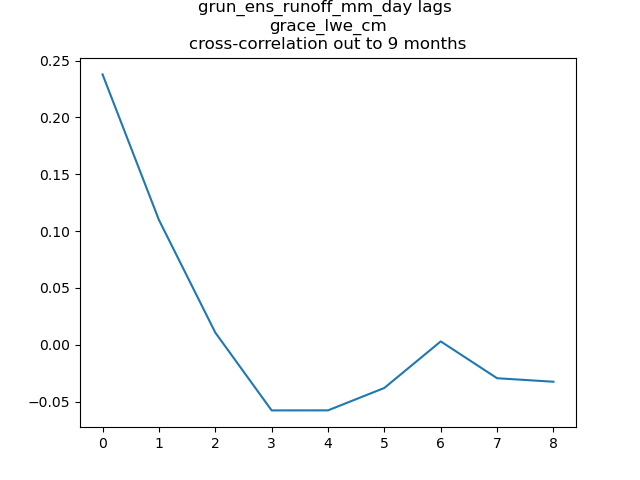 grun_ens_runoff_mm_day lags
grace_lwe_cm
cross-correlation out to 9 months
0.25
0.20
0.15
0.10
0.05
0.00
−0.05
0 1 2 3 4 5 6 7 8